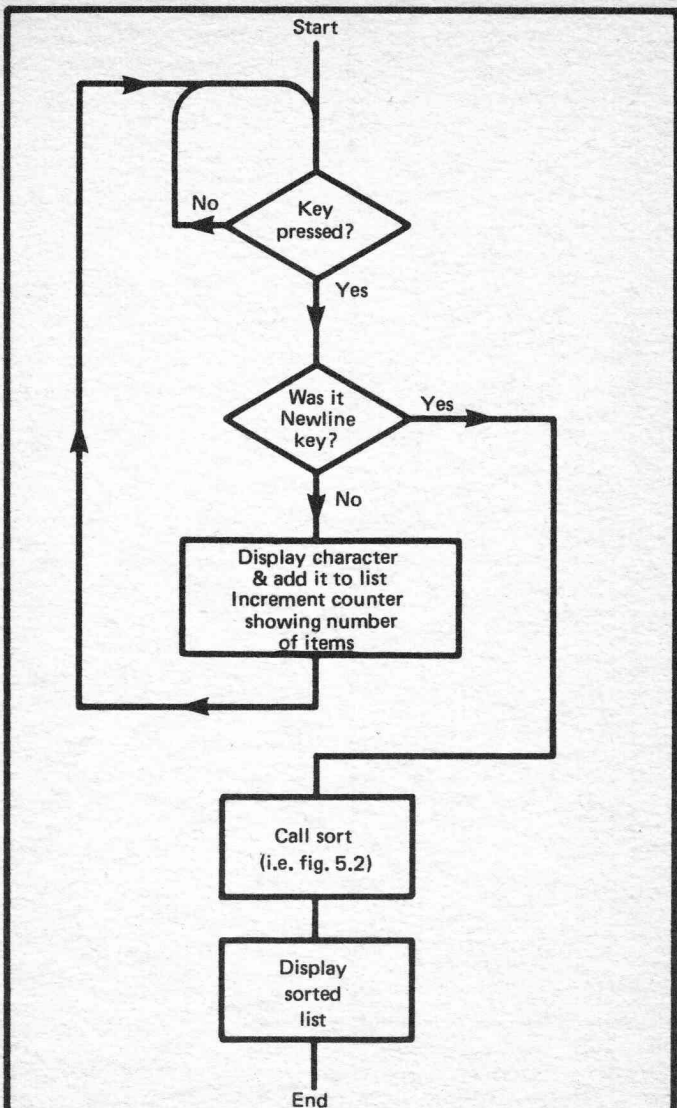 Start
No
Key
pressed?
Yes
Was it
Newline
key?
Yes
No
Display character
& add it to list
Increment counter
showing number
of items
Call sort
(i.e. fig. 5.2)
Display
sorted
list
End